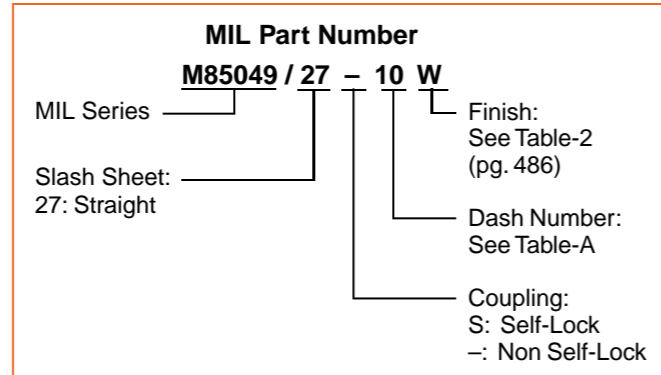 MIL Part Number
M85049 / 27 – 10 W
MIL Series
Finish:
See Table-2
(pg. 486)
Slash Sheet:
27: Straight
Dash Number:
See Table-A
Coupling:
S: Self-Lock
–: Non Self-Lock